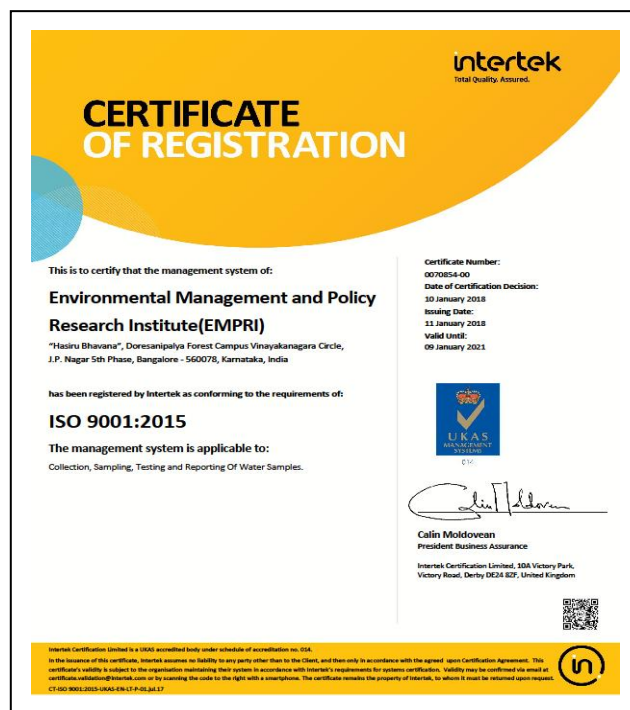 intertek
Total Quality. Assured.
CERTIFICATE
OF REGISTRATION
This is to certify that the management system of:
Environmental Management and Policy
Research Institute(EMPRI)
"Hasiru Bhavana", Doresanipalya Forest Campus Vinayakanagara Circle,
J.P. Nagar 5th Phase, Bangalore - 560078, Karnataka, India
has been registered by Intertek as conforming to the requirements of:
ISO 9001:2015
The management system is applicable to:
Collection, Sampling, Testing and Reporting Of Water Samples.
Certificate Number:
0070854-00
Date of Certification Decision:
10 January 2018
Issuing Date:
11 January 2018
Valid Until:
09 January 2021
UKAS
MANAGEMENT
SYSTEMS
014
Calin Moldovean
Calin Moldovean
President Business Assurance
Intertek Certification Limited, 10A Victory Park,
Victory Road, Derby DE24 8ZF, United Kingdom
Intertek Certification Limited is a UKAS accredited body under schedule of accreditation no. 014.
In the issuance of this certificate, Intertek assumes no liability to any party other than to the Client, and then only in accordance with the agreed upon Certification Agreement. This
certificate's validity is subject to the organisation maintaining their system in accordance with Intertek's requirements for systems certification. Validity may be confirmed via email at
certificate.validation@intertek.com or by scanning the code to the right with a smartphone. The certificate remains the property of Intertek, to whom it must be returned upon request.
CT-ISO 9001:2015-UKAS-EN-LT-P-01.jul.17
in